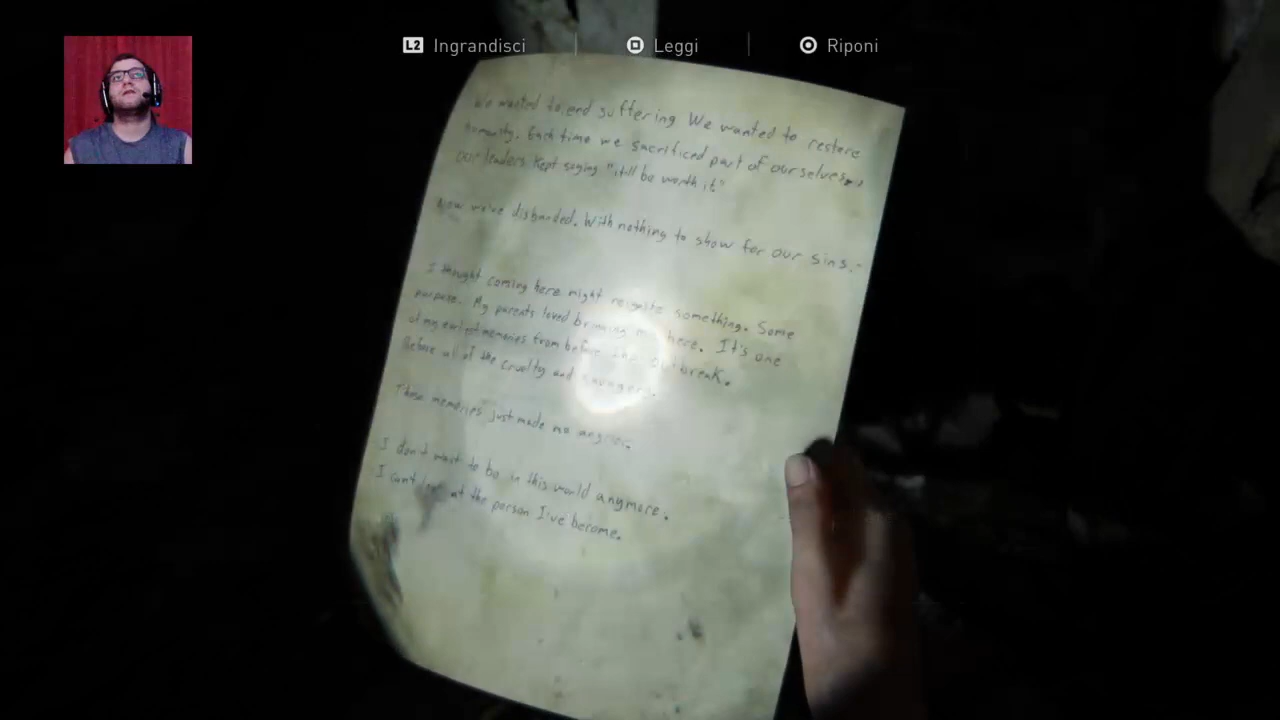 L2 Ingrandisci
Leggi
Riponi
We wanted to end suffering We wanted to restore
humanity. Each time we sacrificed part of ourselves..
our leaders kept saying "it'll be worth it"
Now we've disbanded. With nothing to show for our sins.
I thought coming here might reignite something. Some
purpose. My parents loved bringing me here. It's one
of my earliest memories from before the outbreak.
Before all of the cruelty and
Those memories just made me
I don't want to be in this world anymore.
I can't look at the person I've become.